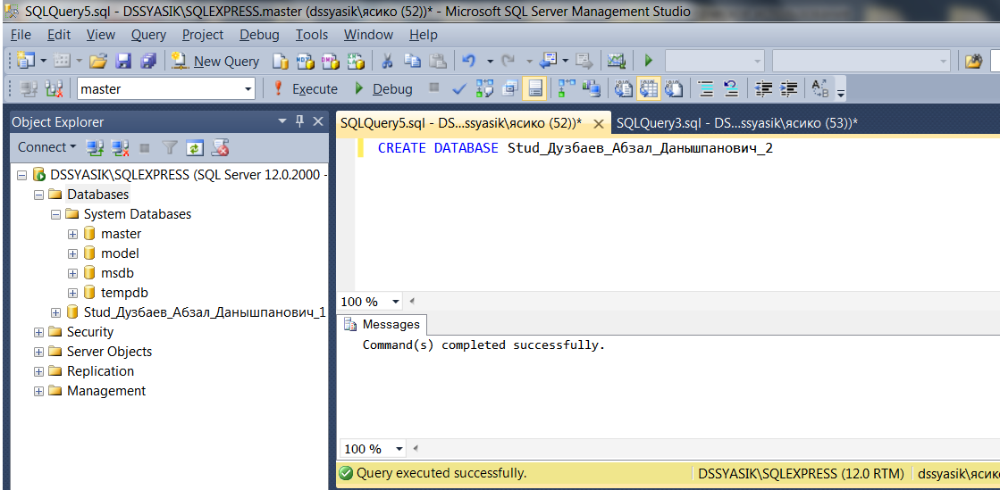 SQLQuery5.sql - DSSYASIK\SQLEXPRESS.master (dssyasik\ясико (52))* - Microsoft SQL Server Management Studio
File Edit View Query Project Debug Tools Window Help
New Query
master Execute Debug
Object Explorer
Connect
DSSYASIK\SQLEXPRESS (SQL Server 12.0.2000 -
Databases
System Databases
master
model
msdb
tempdb
Stud_Дузбаев_Абзал_Данышпанович_1
Security
Server Objects
Replication
Management
SQLQuery5.sql - DS...ssyasik\ясико (52))* SQLQuery3.sql - DS...ssyasik\ясико (53))*
CREATE DATABASE Stud_Дузбаев_Абзал_Данышпанович_2
100 %
Messages
Command(s) completed successfully.
100 %
Query executed successfully. DSSYASIK\SQLEXPRESS (12.0 RTM) dssyasik\ясико